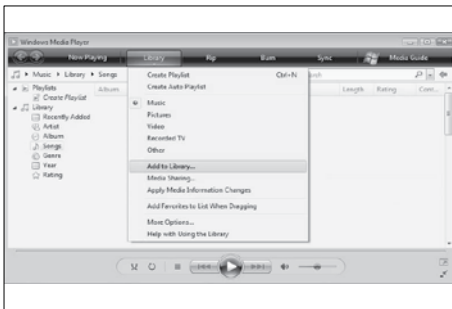 Windows Media Player
Now Playing
Library
Rip
Burn
Sync
Media Guide
Music ▸ Library ▸ Songs
Playlists
Create Playlist
Library
Recently Added
Artist
Album
Songs
Genre
Year
Rating
Album
Length
Rating
Create Playlist Ctrl+N
Create Auto Playlist
Music
Pictures
Video
Recorded TV
Other
Add to Library...
Media Sharing...
Apply Media Information Changes
Add Favorites to List When Dragging
More Options...
Help with Using the Library